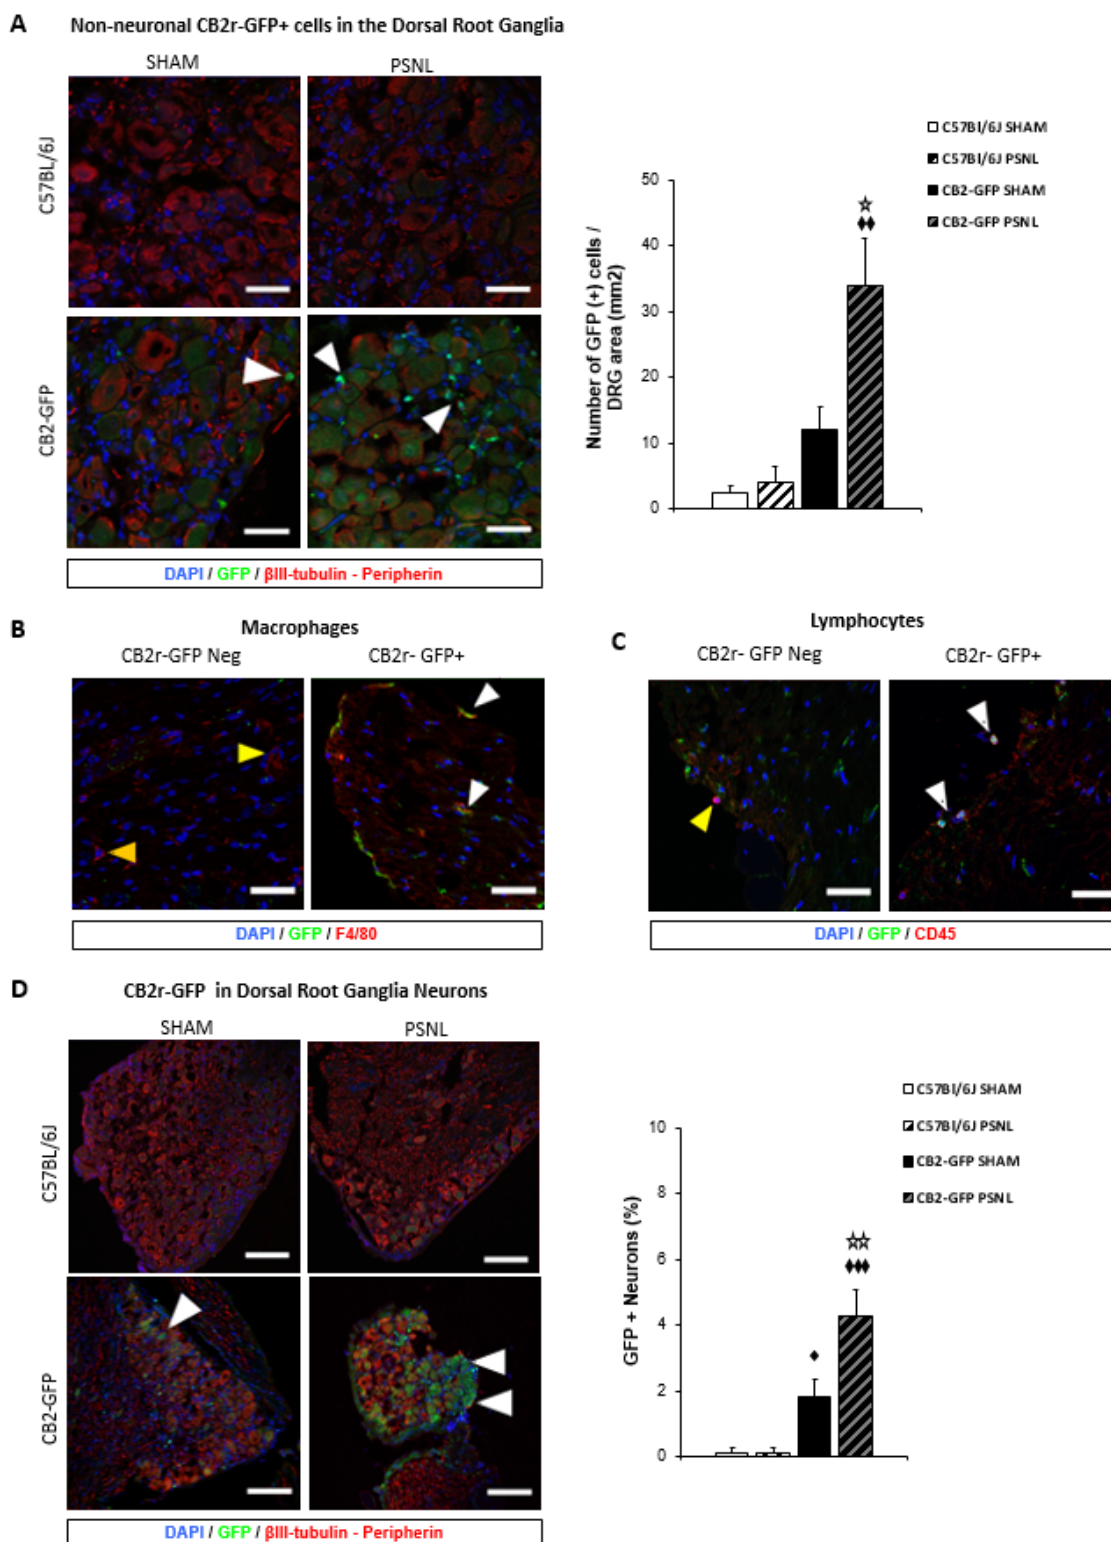 A
Non-neuronal CB2r-GFP+ cells in the Dorsal Root Ganglia
SHAM
PSNL
C57BL/6J
CB2-GFP
DAPI / GFP / βIII-tubulin - Peripherin
C57Bl/6J SHAM
C57Bl/6J PSNL
CB2-GFP SHAM
CB2-GFP PSNL
Number of GFP (+) cells /
DRG area (mm2)
50
40
30
20
10
0
B
Macrophages
CB2r-GFP Neg
CB2r- GFP+
DAPI / GFP / F4/80
C
Lymphocytes
CB2r- GFP Neg
CB2r- GFP+
DAPI / GFP / CD45
D
CB2r-GFP in Dorsal Root Ganglia Neurons
SHAM
PSNL
C57BL/6J
CB2-GFP
DAPI / GFP / βIII-tubulin - Peripherin
C57Bl/6J SHAM
C57Bl/6J PSNL
CB2-GFP SHAM
CB2-GFP PSNL
GFP + Neurons (%)
10
8
6
4
2
0